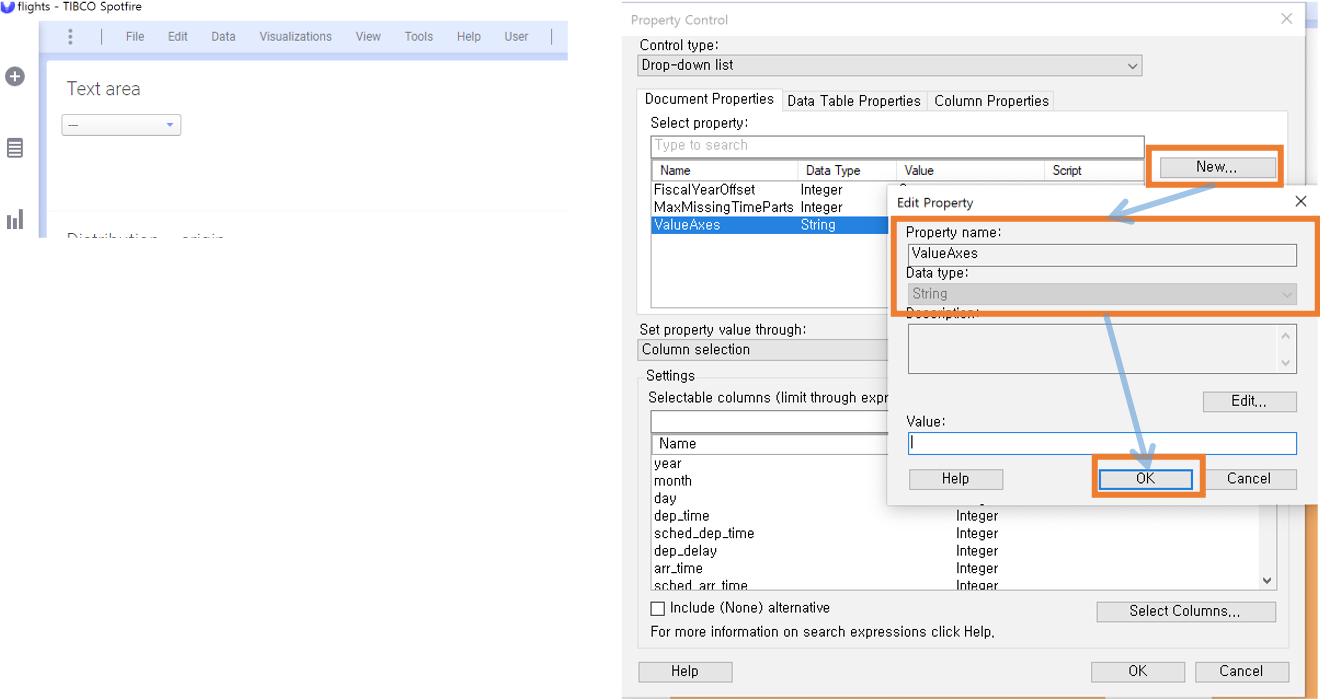 flights - TIBCO Spotfire
File Edit Data Visualizations View Tools Help User
Text area
---
Property Control
Control type:
Drop-down list
Document Properties Data Table Properties Column Properties
Select property:
Type to search
New...
Name Data Type Value Script
FiscalYearOffset Integer
MaxMissingTimeParts Integer
ValueAxes String
Edit Property
Property name:
ValueAxes
Data type:
String
Description:
Edit...
Value:
Help OK Cancel
Set property value through:
Column selection
Settings
Selectable columns (limit through expr
Name
year
month
day
dep_time Integer
sched_dep_time Integer
dep_delay Integer
arr_time Integer
sched_arr_time Integer
Include (None) alternative
Select Columns...
For more information on search expressions click Help.
Help OK Cancel